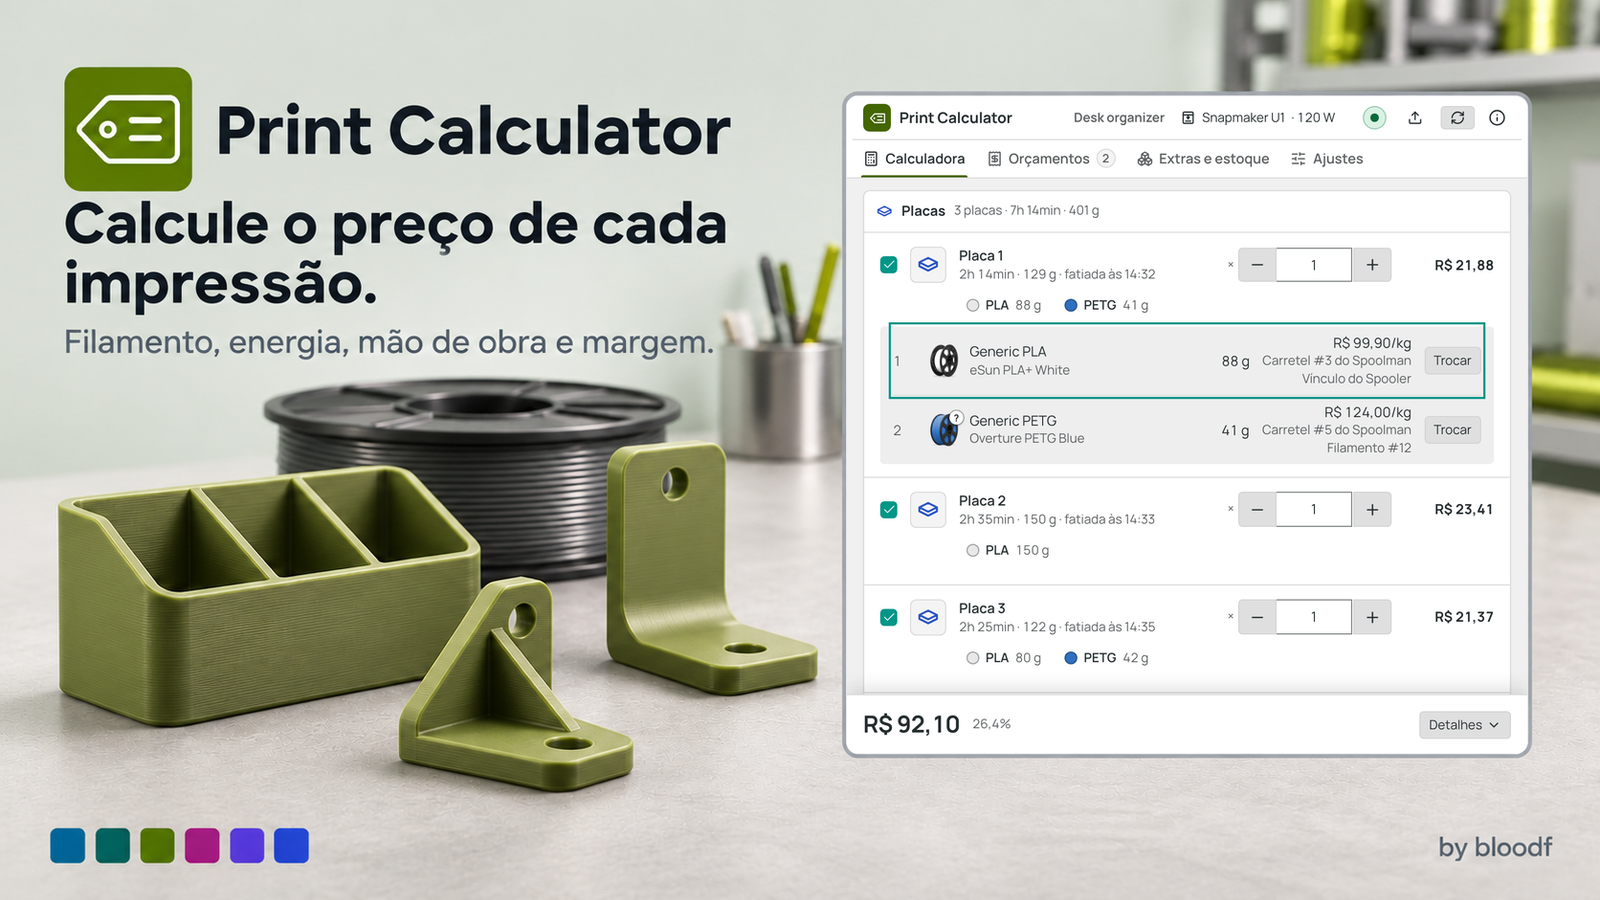 Print Calculator
Calcule o preço de cada
impressão.
Filamento, energia, mão de obra e margem.
Print Calculator
Desk organizer
Snapmaker U1 · 120 W
Calculadora
Orçamentos 2
Extras e estoque
Ajustes
Placas 3 placas · 7h 14min · 401 g
Placa 1
2h 14min · 129 g · fatiada às 14:32
× − 1 +
R$ 21,88
PLA 88 g PETG 41 g
1
Generic PLA
eSun PLA+ White
88 g
R$ 99,90/kg
Carretel #3 do Spoolman
Vínculo do Spooler
Trocar
2
?
Generic PETG
Overture PETG Blue
41 g
R$ 124,00/kg
Carretel #5 do Spoolman
Filamento #12
Trocar
Placa 2
2h 35min · 150 g · fatiada às 14:33
× − 1 +
R$ 23,41
PLA 150 g
Placa 3
2h 25min · 122 g · fatiada às 14:35
× − 1 +
R$ 21,37
PLA 80 g PETG 42 g
R$ 92,10 26,4%
Detalhes
by bloodf